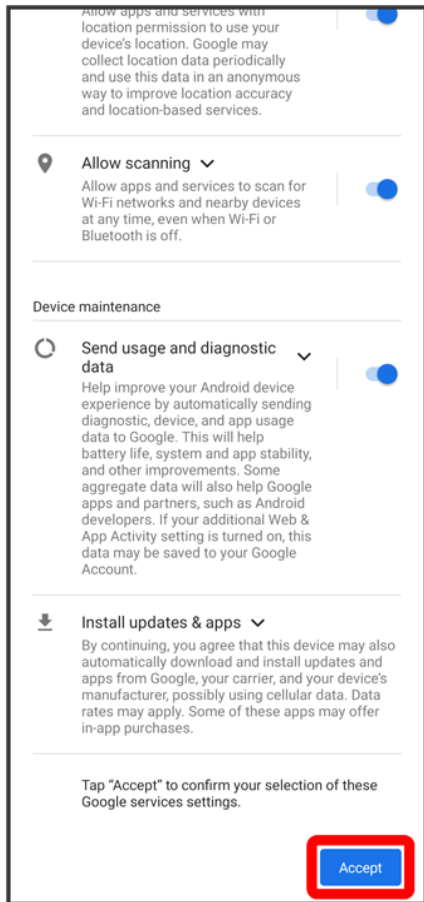 Allow apps and services with
location permission to use your
device's location. Google may
collect location data periodically
and use this data in an anonymous
way to improve location accuracy
and location-based services.
Allow scanning
Allow apps and services to scan for
Wi-Fi networks and nearby devices
at any time, even when Wi-Fi or
Bluetooth is off.
Device maintenance
Send usage and diagnostic
data
Help improve your Android device
experience by automatically sending
diagnostic, device, and app usage
data to Google. This will help
battery life, system and app stability,
and other improvements. Some
aggregate data will also help Google
apps and partners, such as Android
developers. If your additional Web &
App Activity setting is turned on, this
data may be saved to your Google
Account.
Install updates & apps
By continuing, you agree that this device may also
automatically download and install updates and
apps from Google, your carrier, and your device's
manufacturer, possibly using cellular data. Data
rates may apply. Some of these apps may offer
in-app purchases.
Tap “Accept” to confirm your selection of these
Google services settings.
Accept